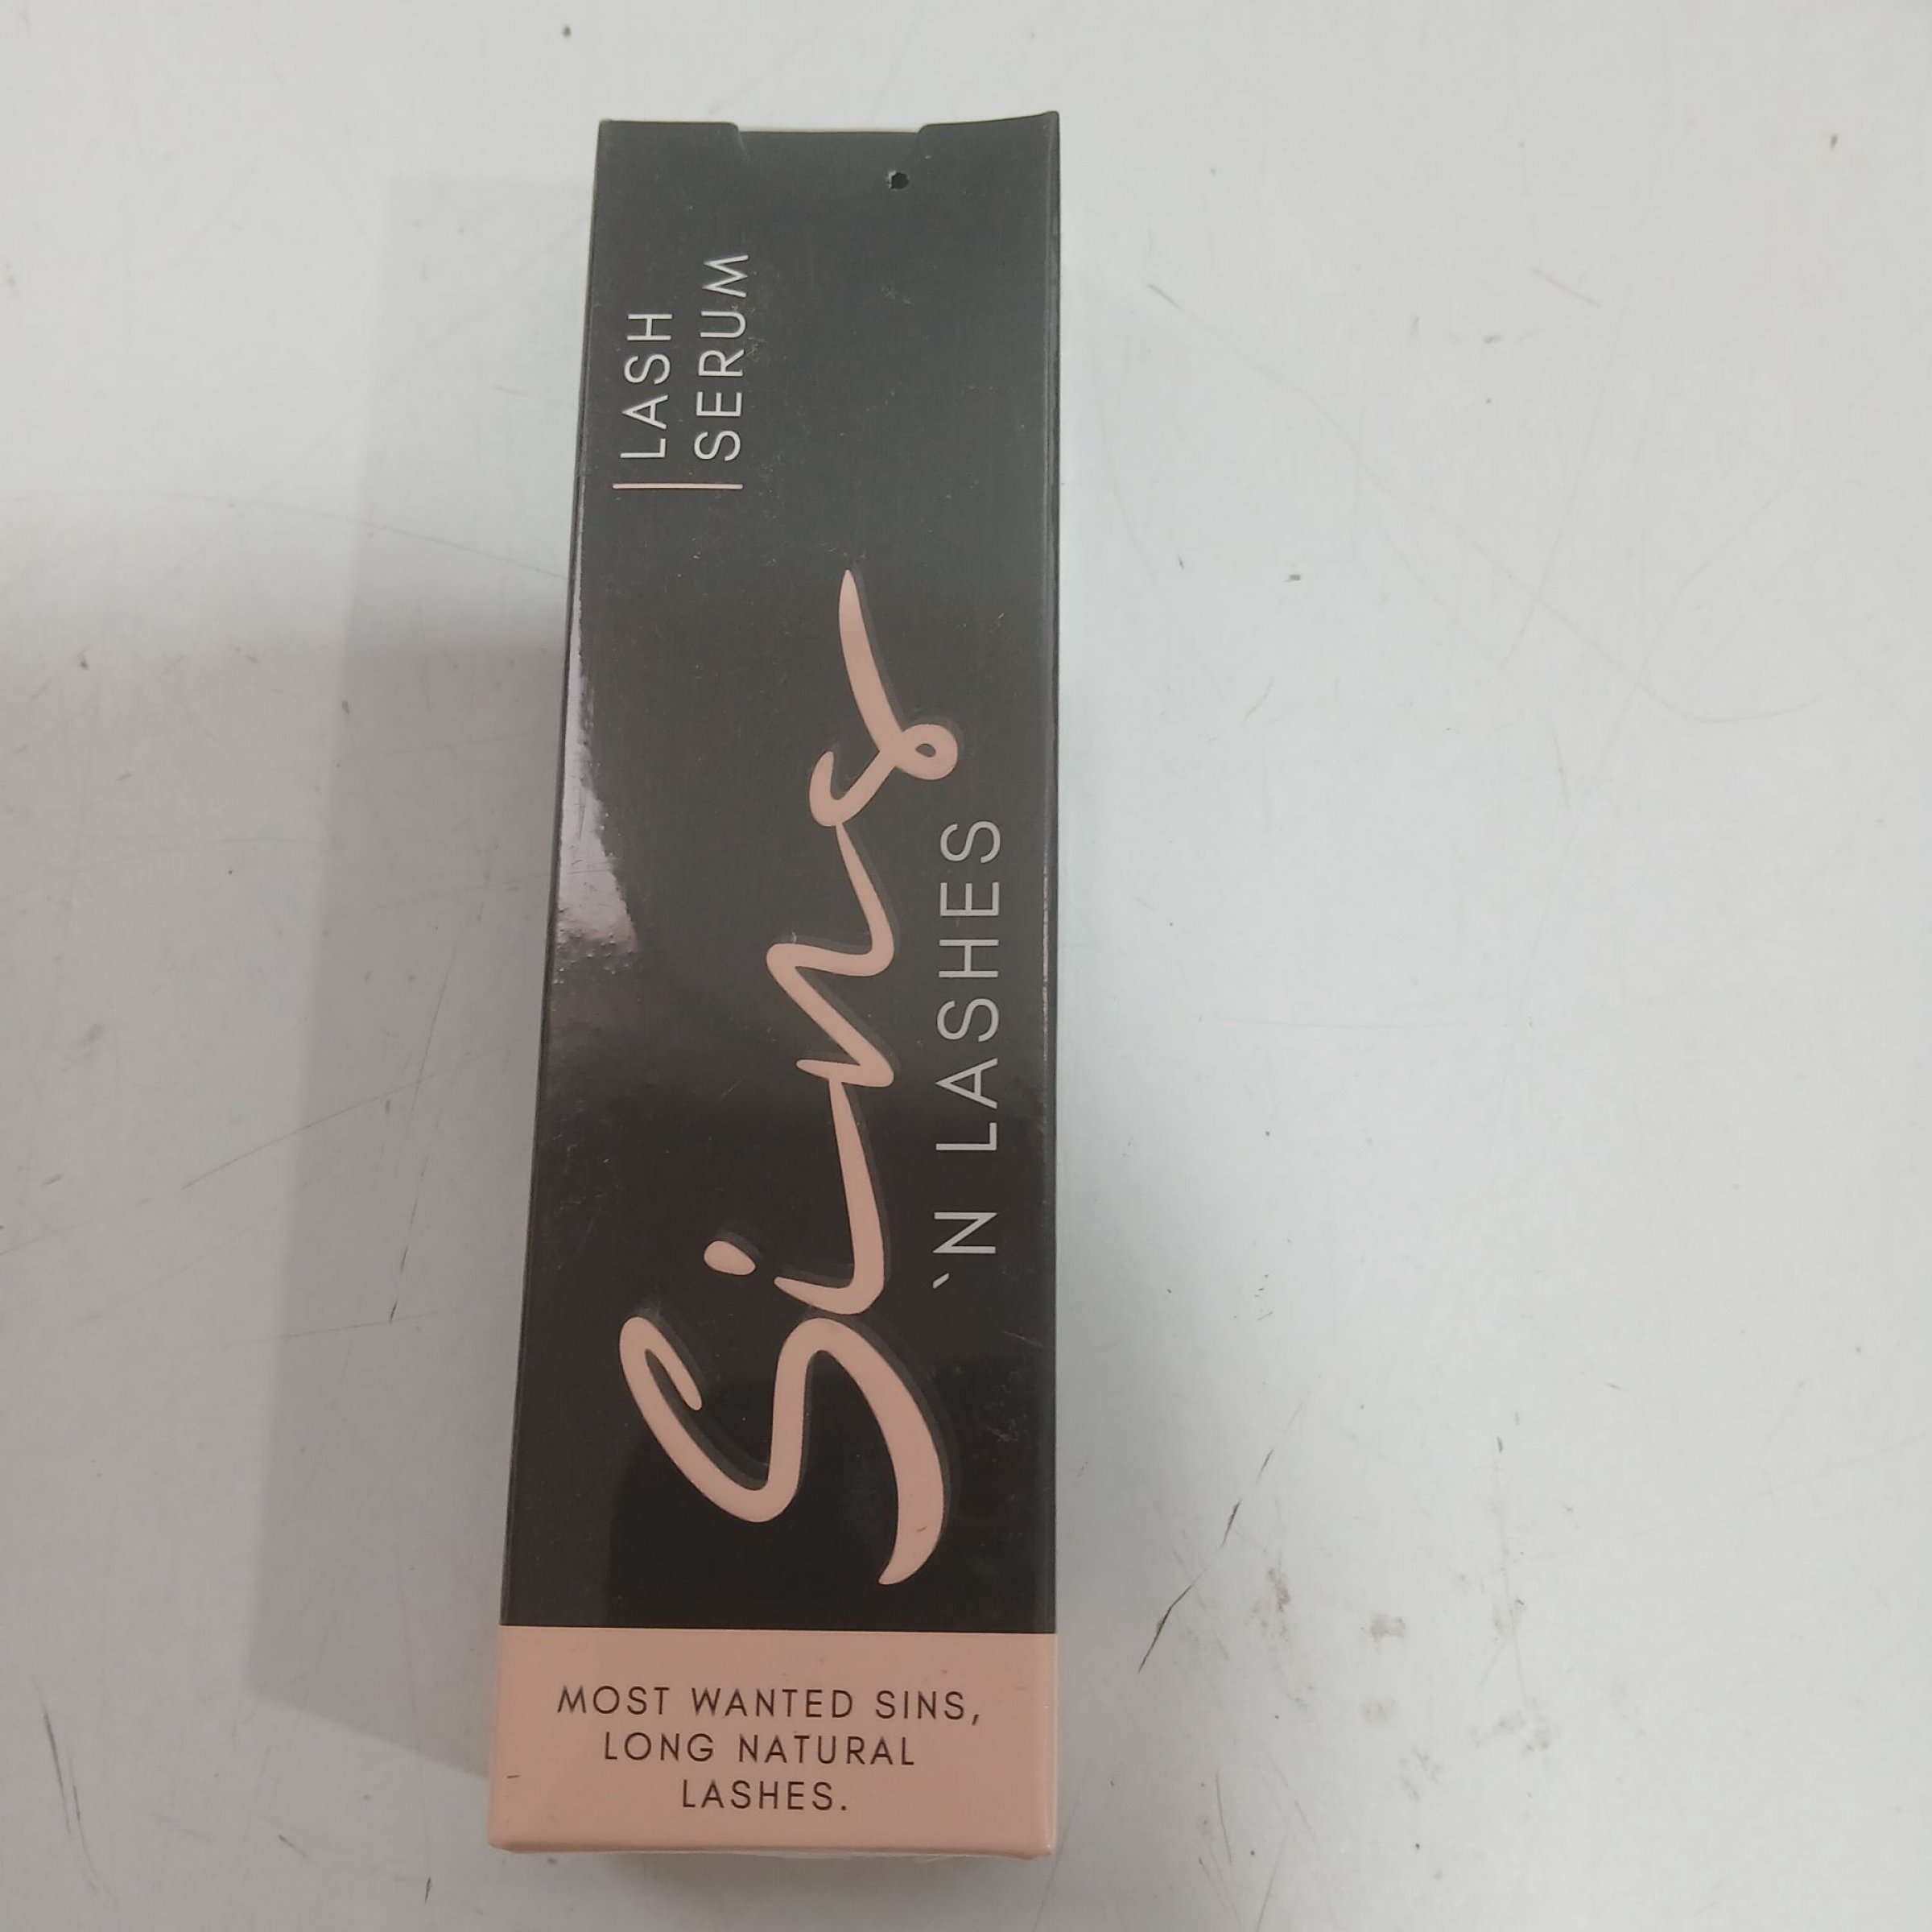 LASH
SERUM
Sins
`N LASHES
MOST WANTED SINS,
LONG NATURAL
LASHES.